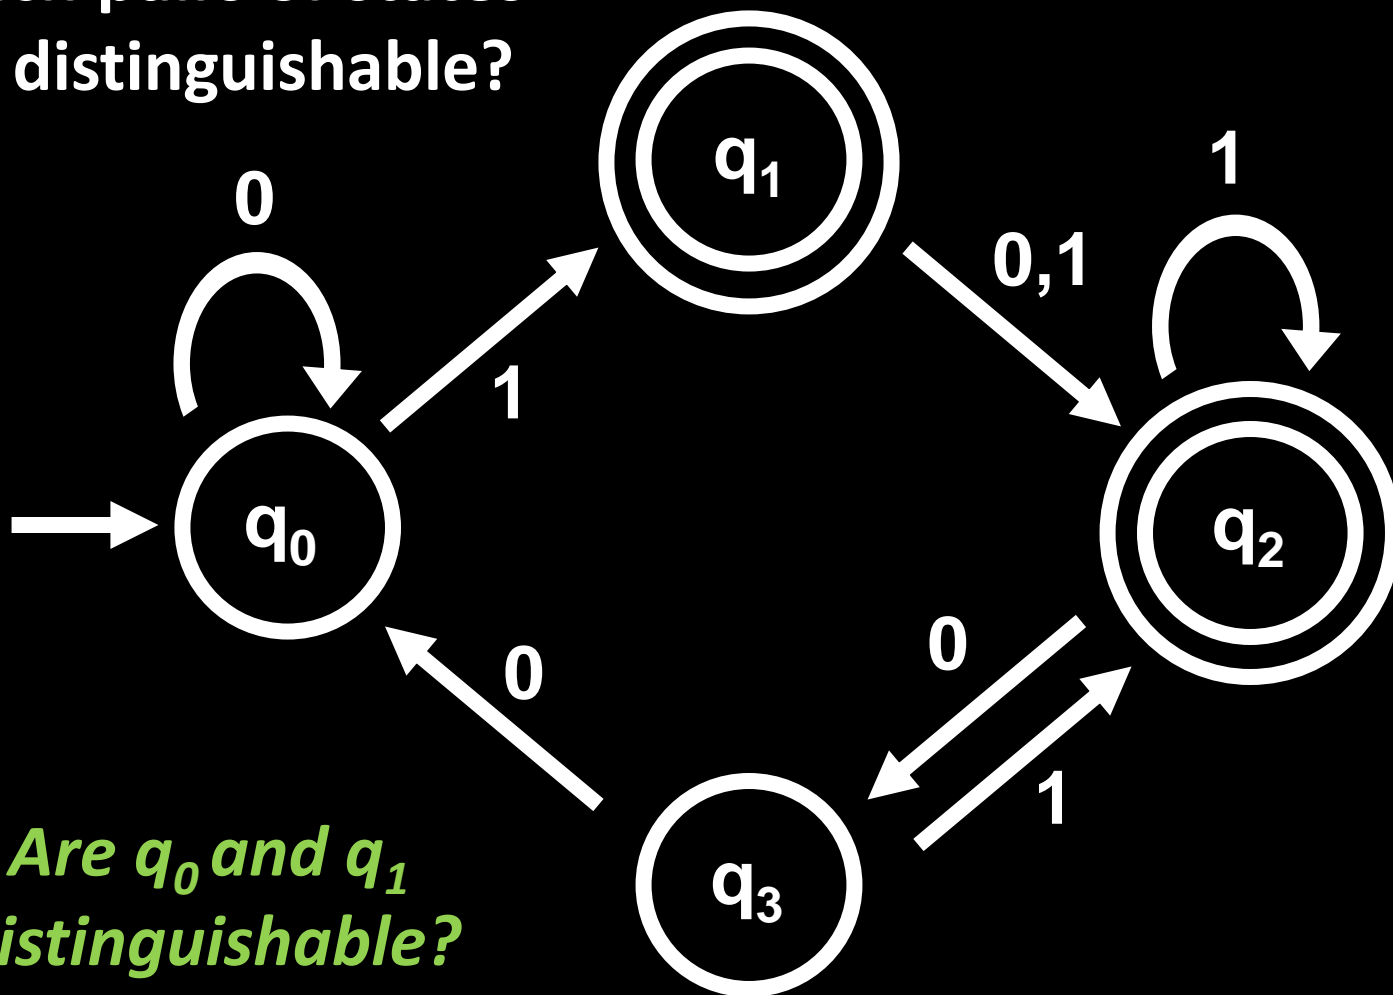 distinguishable?
q₁
1
0
0,1
1
q₀
q₂
0
0
1
Are q₀ and q₁
q₃
istinguishable?